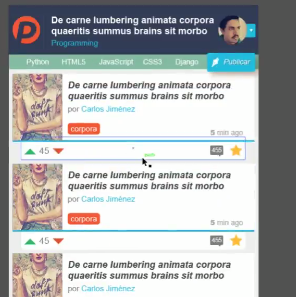 De carne lumbering animata corpora
quaeritis summus brains sit morbo
Programming
Python HTML5 JavaScript CSS3 Django Publicar
De carne lumbering animata corpora
quaeritis summus brains sit morbo
por Carlos Jiménez
corpora
5 min ago
45
455
De carne lumbering animata corpora
quaeritis summus brains sit morbo
por Carlos Jiménez
corpora
5 min ago
45
455
De carne lumbering animata corpora
quaeritis summus brains sit morbo
por Carlos Jiménez